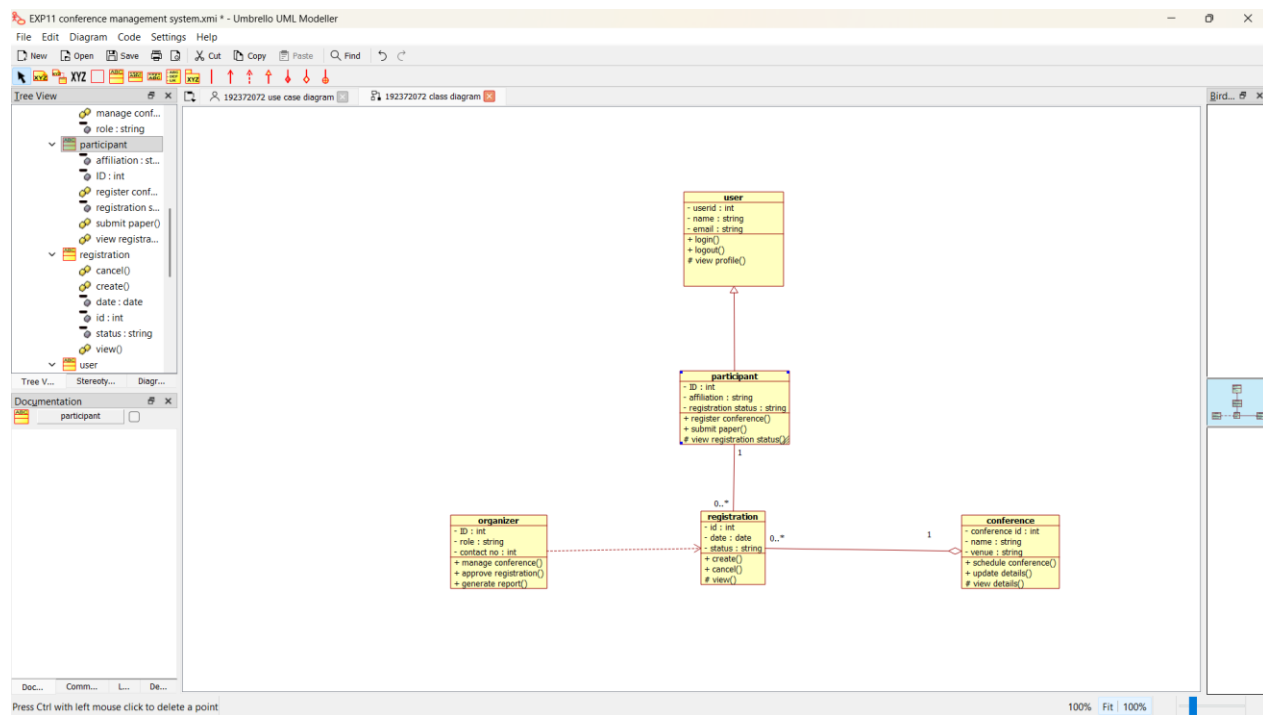 EXP11 conference management system.xmi * - Umbrello UML Modeller
File Edit Diagram Code Settings Help
New Open Save Cut Copy Paste Find
XYZ XYZ ABC
Tree View
192372072 use case diagram
192372072 class diagram
Bird...
manage conf...
role : string
participant
affiliation : st...
ID : int
register conf...
registration s...
submit paper()
view registra...
registration
cancel()
create()
date : date
id : int
status : string
view()
user
Tree V... Stereoty... Diagr...
Documentation
participant
Doc... Comm... L... De...
user
- userid : int
- name : string
- email : string
+ login()
+ logout()
# view profile()
participant
- ID : int
- affiliation : string
- registration status : string
+ register conference()
+ submit paper()
# view registration status()
1
0..*
organizer
- ID : int
- role : string
- contact no : int
+ manage conference()
+ approve registration()
+ generate report()
registration
- id : int
- date : date
- status : string
+ create()
+ cancel()
# view()
0..*
1
conference
- conference id : int
- name : string
- venue : string
+ schedule conference()
+ update details()
# view details()
Press Ctrl with left mouse click to delete a point
100% Fit 100%